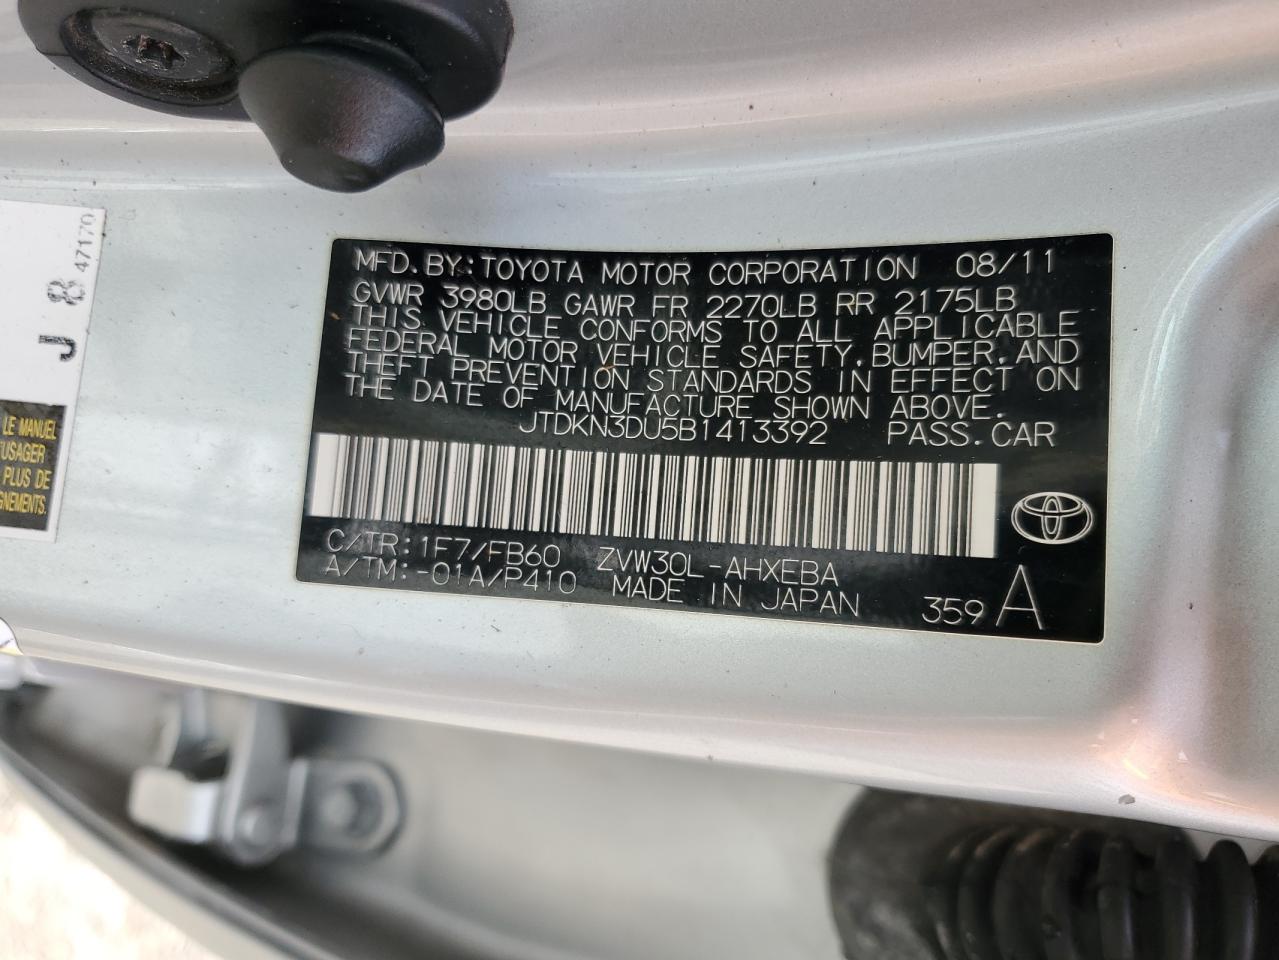 MFD.BY:TOYOTA MOTOR CORPORATION 08/11
GVWR 3980LB GAWR FR 2270LB RR 2175LB
THIS VEHICLE CONFORMS TO ALL APPLICABLE
FEDERAL MOTOR VEHICLE SAFETY,BUMPER,AND
THEFT PREVENTION STANDARDS IN EFFECT ON
THE DATE OF MANUFACTURE SHOWN ABOVE.
JTDKN3DU5B1413392 PASS.CAR
C/TR:1F7/FB60 ZVW30L-AHXEBA
A/TM:-01A/P410 MADE IN JAPAN 359 A
J 8 47170
LE MANUEL
'USAGER
PLUS DE
GNEMENTS.